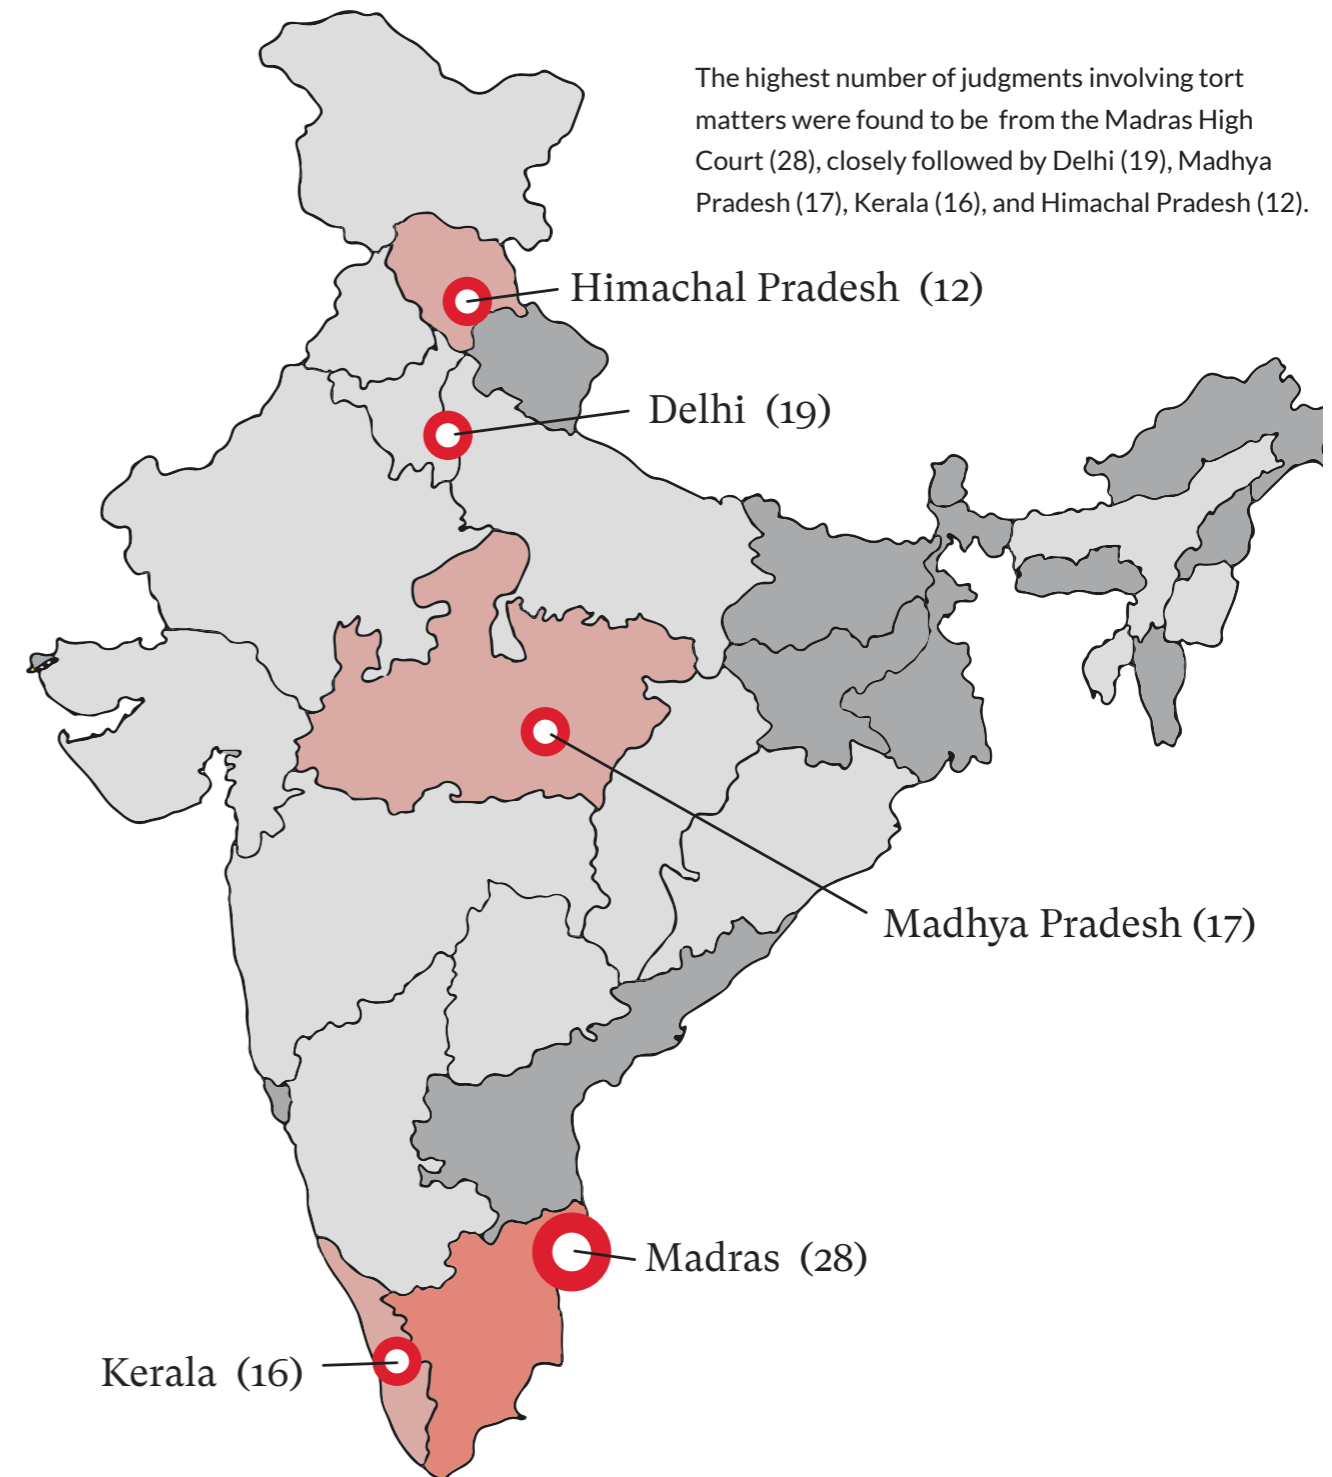 The highest number of judgments involving tort
matters were found to be from the Madras High
Court (28), closely followed by Delhi (19), Madhya
Pradesh (17), Kerala (16), and Himachal Pradesh (12).
Himachal Pradesh (12)
Delhi (19)
Madhya Pradesh (17)
Madras (28)
Kerala (16)